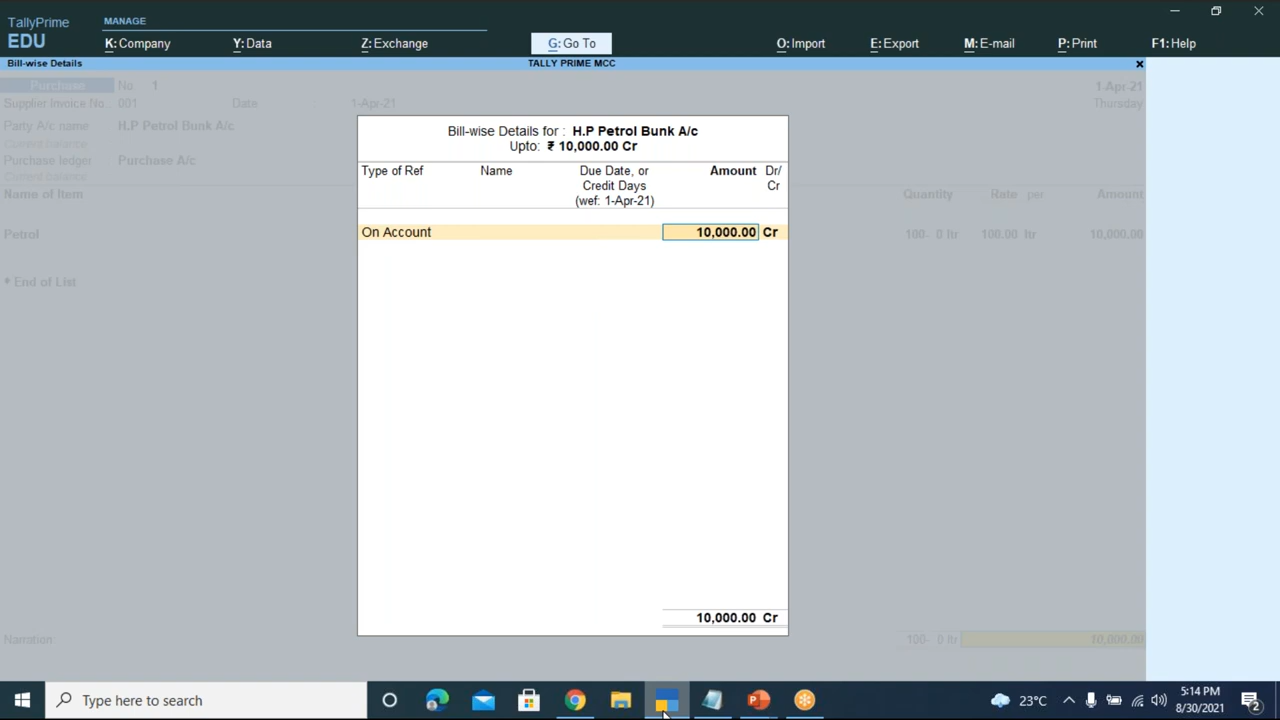 TallyPrime
EDU
MANAGE
K: Company
Y: Data
Z: Exchange
G: Go To
O: Import
E: Export
M: E-mail
P: Print
F1: Help
Bill-wise Details
TALLY PRIME MCC
×
Purchase No. 1
1-Apr-21
Supplier Invoice No. 001 Date 1-Apr-21
Thursday
Party A/c name H.P Petrol Bunk A/c
Current balance
Purchase ledger Purchase A/c
Current balance
Name of Item Quantity Rate per Amount
Petrol 100- 0 ltr 100.00 ltr 10,000.00
End of List
Bill-wise Details for : H.P Petrol Bunk A/c
Upto: ₹ 10,000.00 Cr
Type of Ref Name Due Date, or Amount Dr/
Credit Days Cr
(wef: 1-Apr-21)
On Account 10,000.00 Cr
10,000.00 Cr
Narration 100- 0 ltr 10,000.00
Type here to search
23°C
5:14 PM
8/30/2021
2